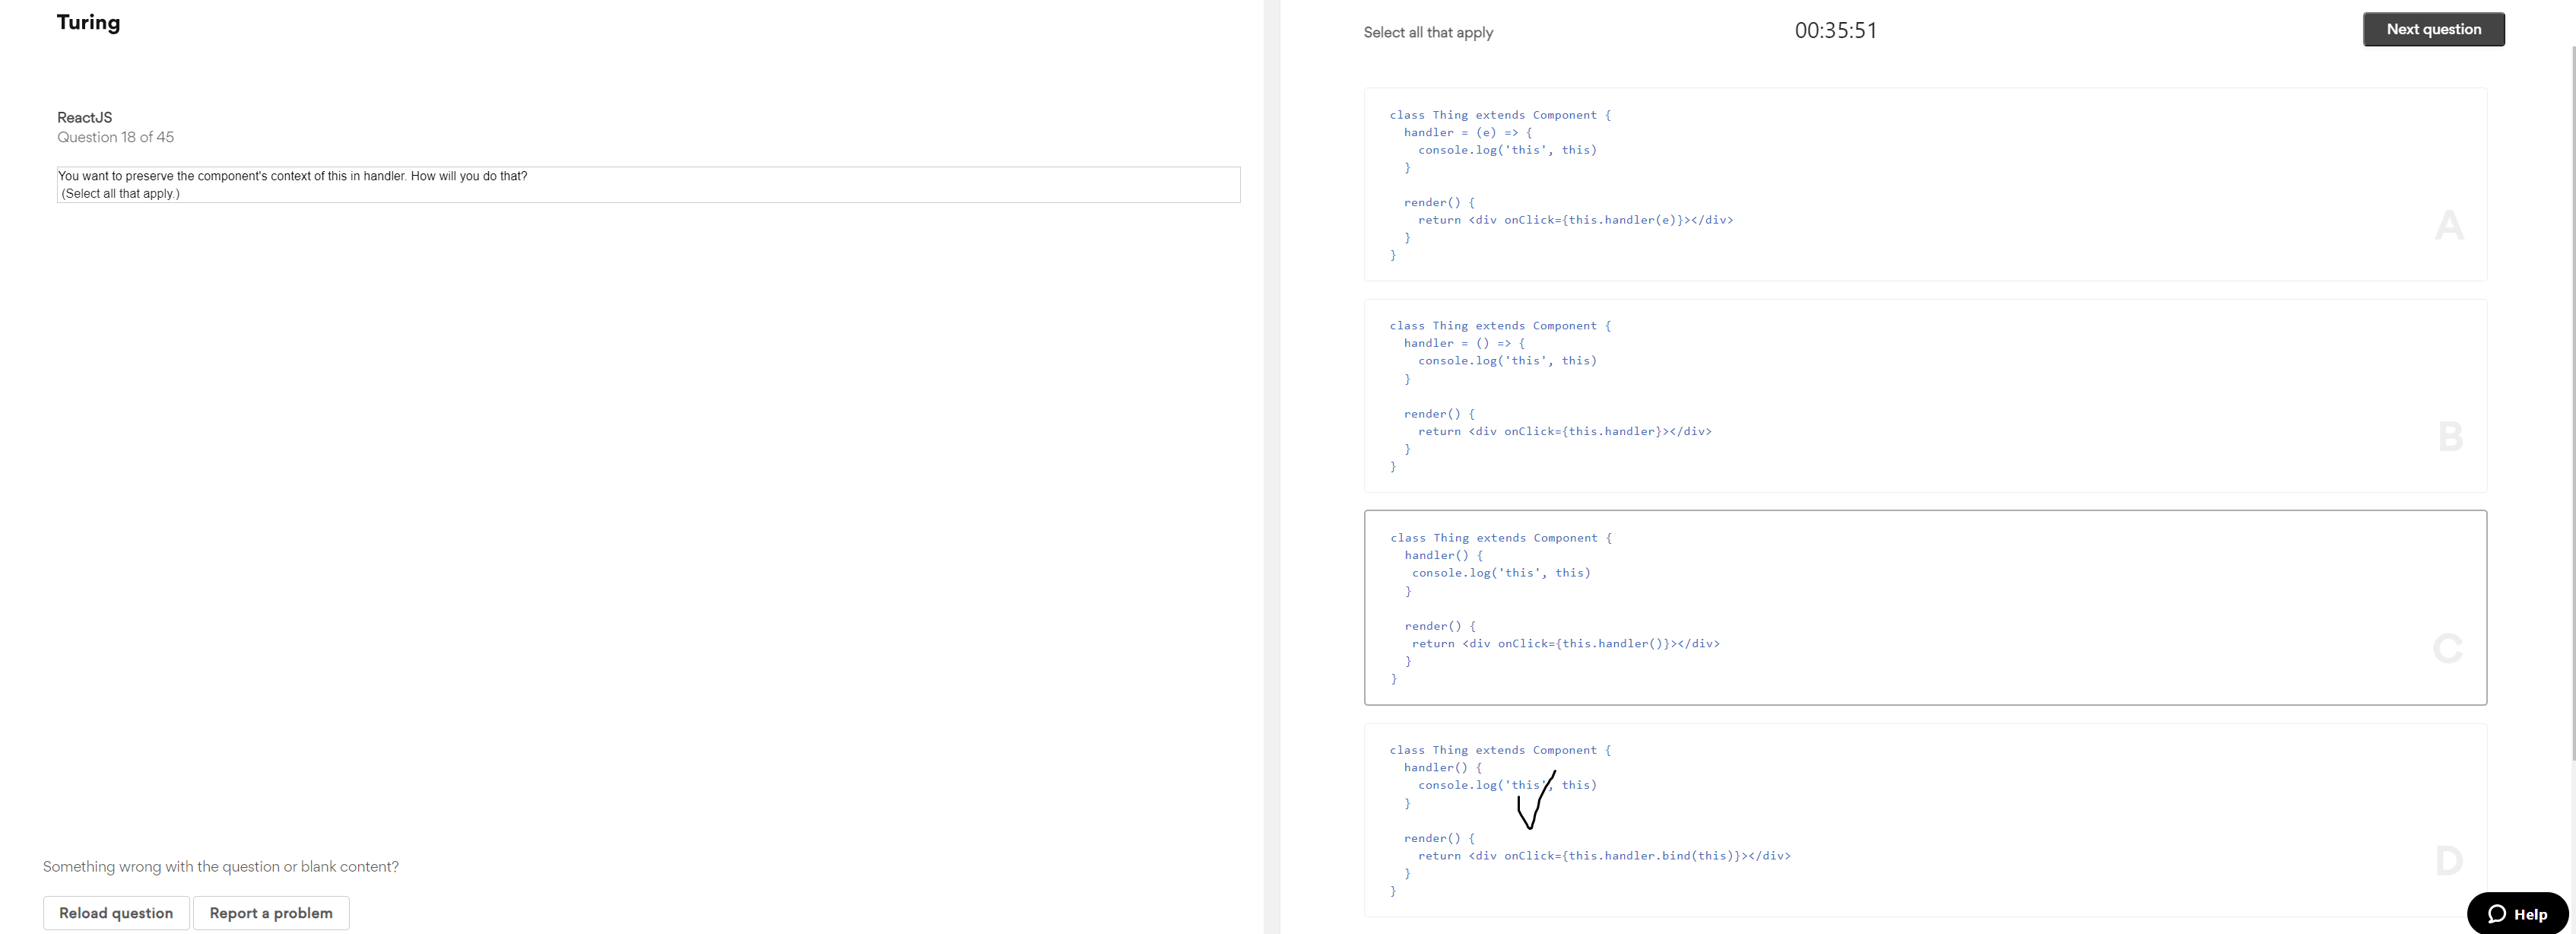 Turing
ReactJS
Question 18 of 45
You want to preserve the component's context of this in handler. How will you do that?
(Select all that apply.)
Something wrong with the question or blank content?
Reload question
Report a problem
Select all that apply
00:35:51
Next question
class Thing extends Component {
  handler = (e) => {
    console.log('this', this)
  }

  render() {
    return <div onClick={this.handler(e)}></div>
  }
}
A
class Thing extends Component {
  handler = () => {
    console.log('this', this)
  }

  render() {
    return <div onClick={this.handler}></div>
  }
}
B
class Thing extends Component {
  handler() {
   console.log('this', this)
  }

  render() {
   return <div onClick={this.handler()}></div>
  }
}
C
class Thing extends Component {
  handler() {
    console.log('this', this)
  }

  render() {
    return <div onClick={this.handler.bind(this)}></div>
  }
}
D
Help